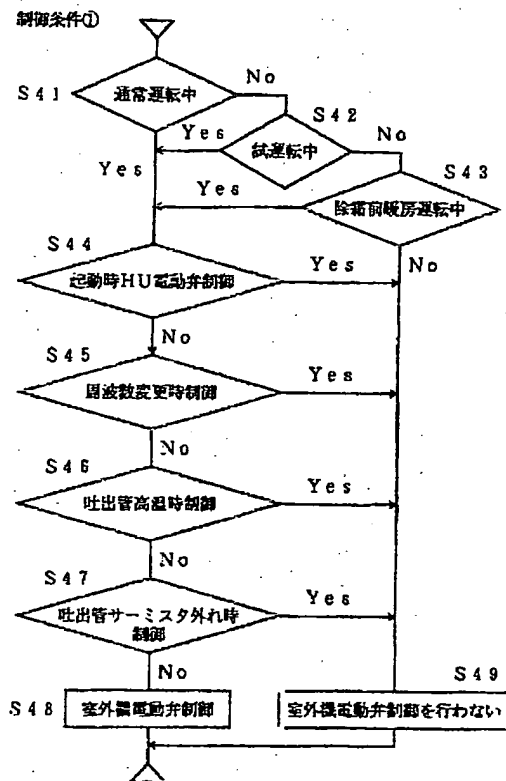 制御条件①
S41
通常運転中
No
S42
Yes
試運転中
No
S43
Yes
Yes
除霜前暖房運転中
No
S44
起動時HU電動弁制御
Yes
No
S45
周波数変更時制御
Yes
No
S46
吐出管高温時制御
Yes
No
S47
吐出管サーミスタ外れ時
制御
Yes
No
S48
室外機電動弁制御
S49
室外機電動弁制御を行わない